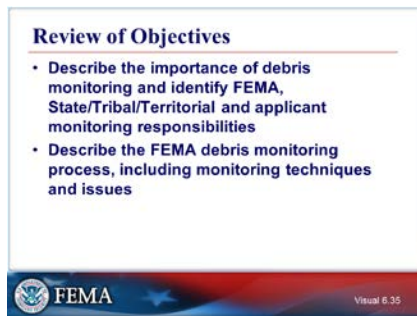 Review of Objectives
• Describe the importance of debris
monitoring and identify FEMA,
State/Tribal/Territorial and applicant
monitoring responsibilities
• Describe the FEMA debris monitoring
process, including monitoring techniques
and issues
FEMA
Visual 6.35